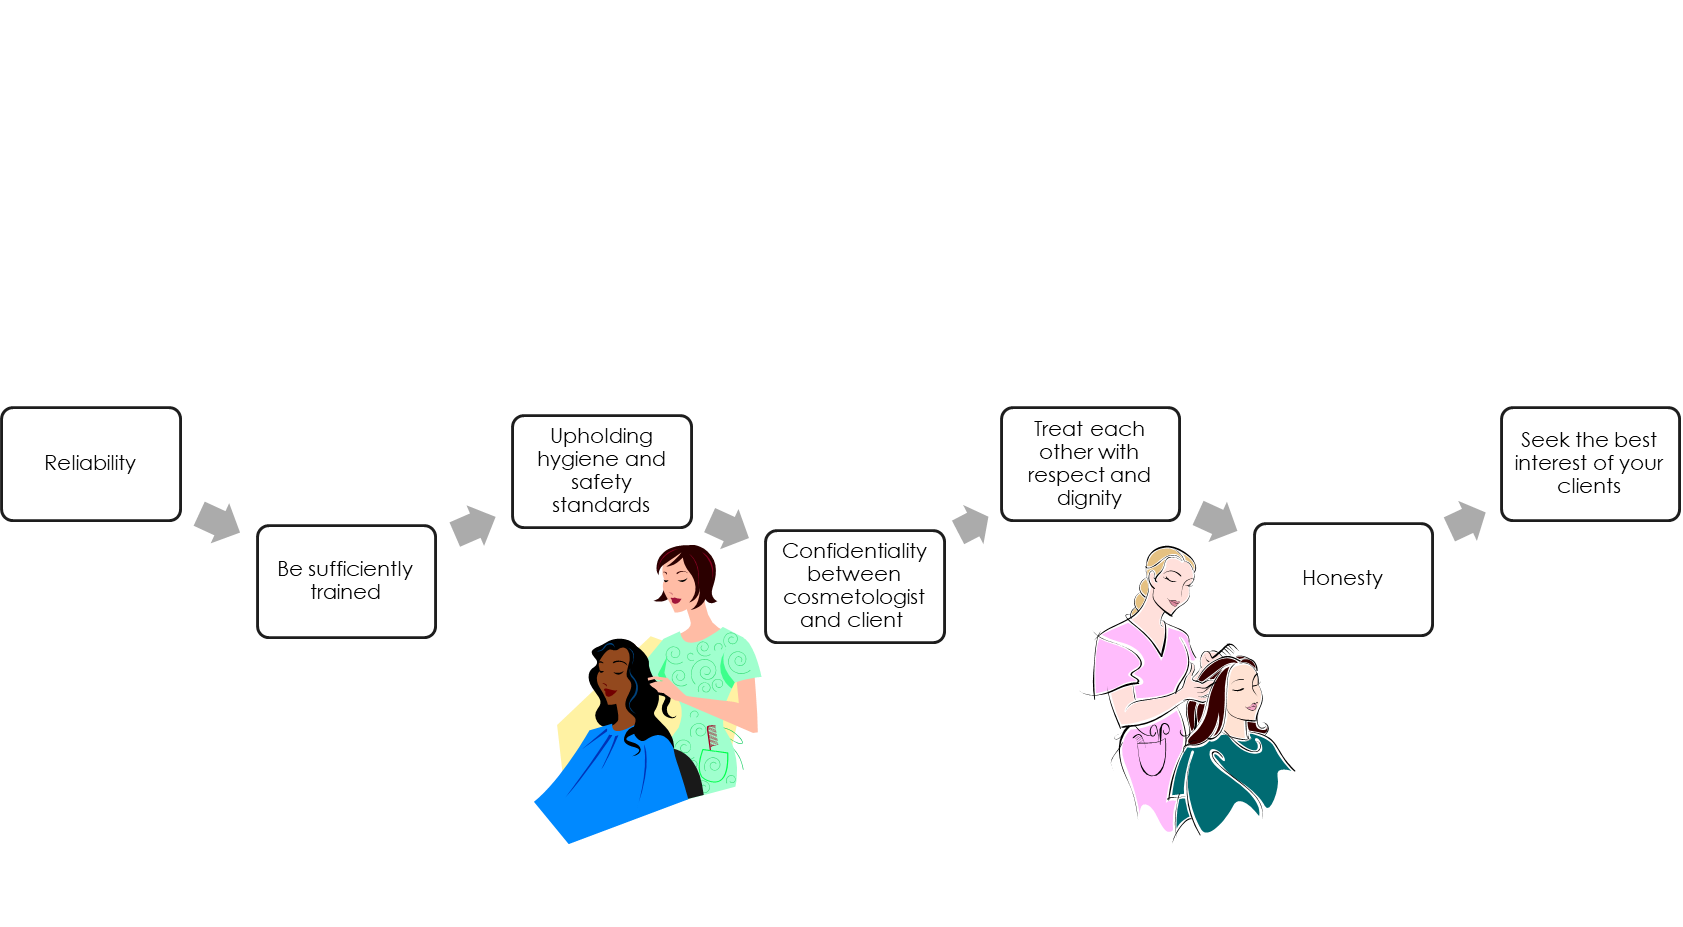 Reliability
Be sufficiently
trained
Upholding
hygiene and
safety
standards
Confidentiality
between
cosmetologist
and client
Treat each
other with
respect and
dignity
Honesty
Seek the best
interest of your
clients